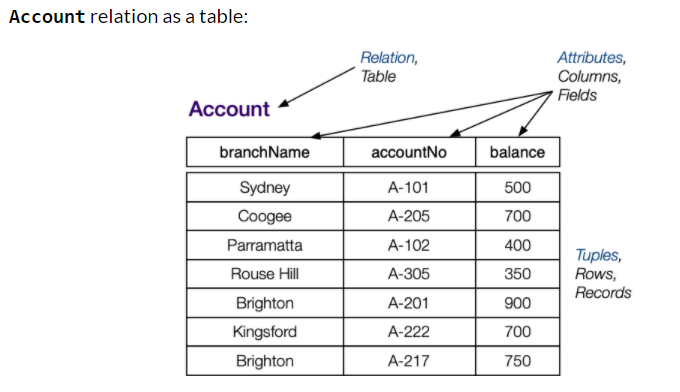 Account relation as a table:
Relation,
Table
Attributes,
Columns,
Fields
Account
branchName accountNo balance
Sydney A-101 500
Coogee A-205 700
Parramatta A-102 400
Rouse Hill A-305 350
Brighton A-201 900
Kingsford A-222 700
Brighton A-217 750
Tuples,
Rows,
Records